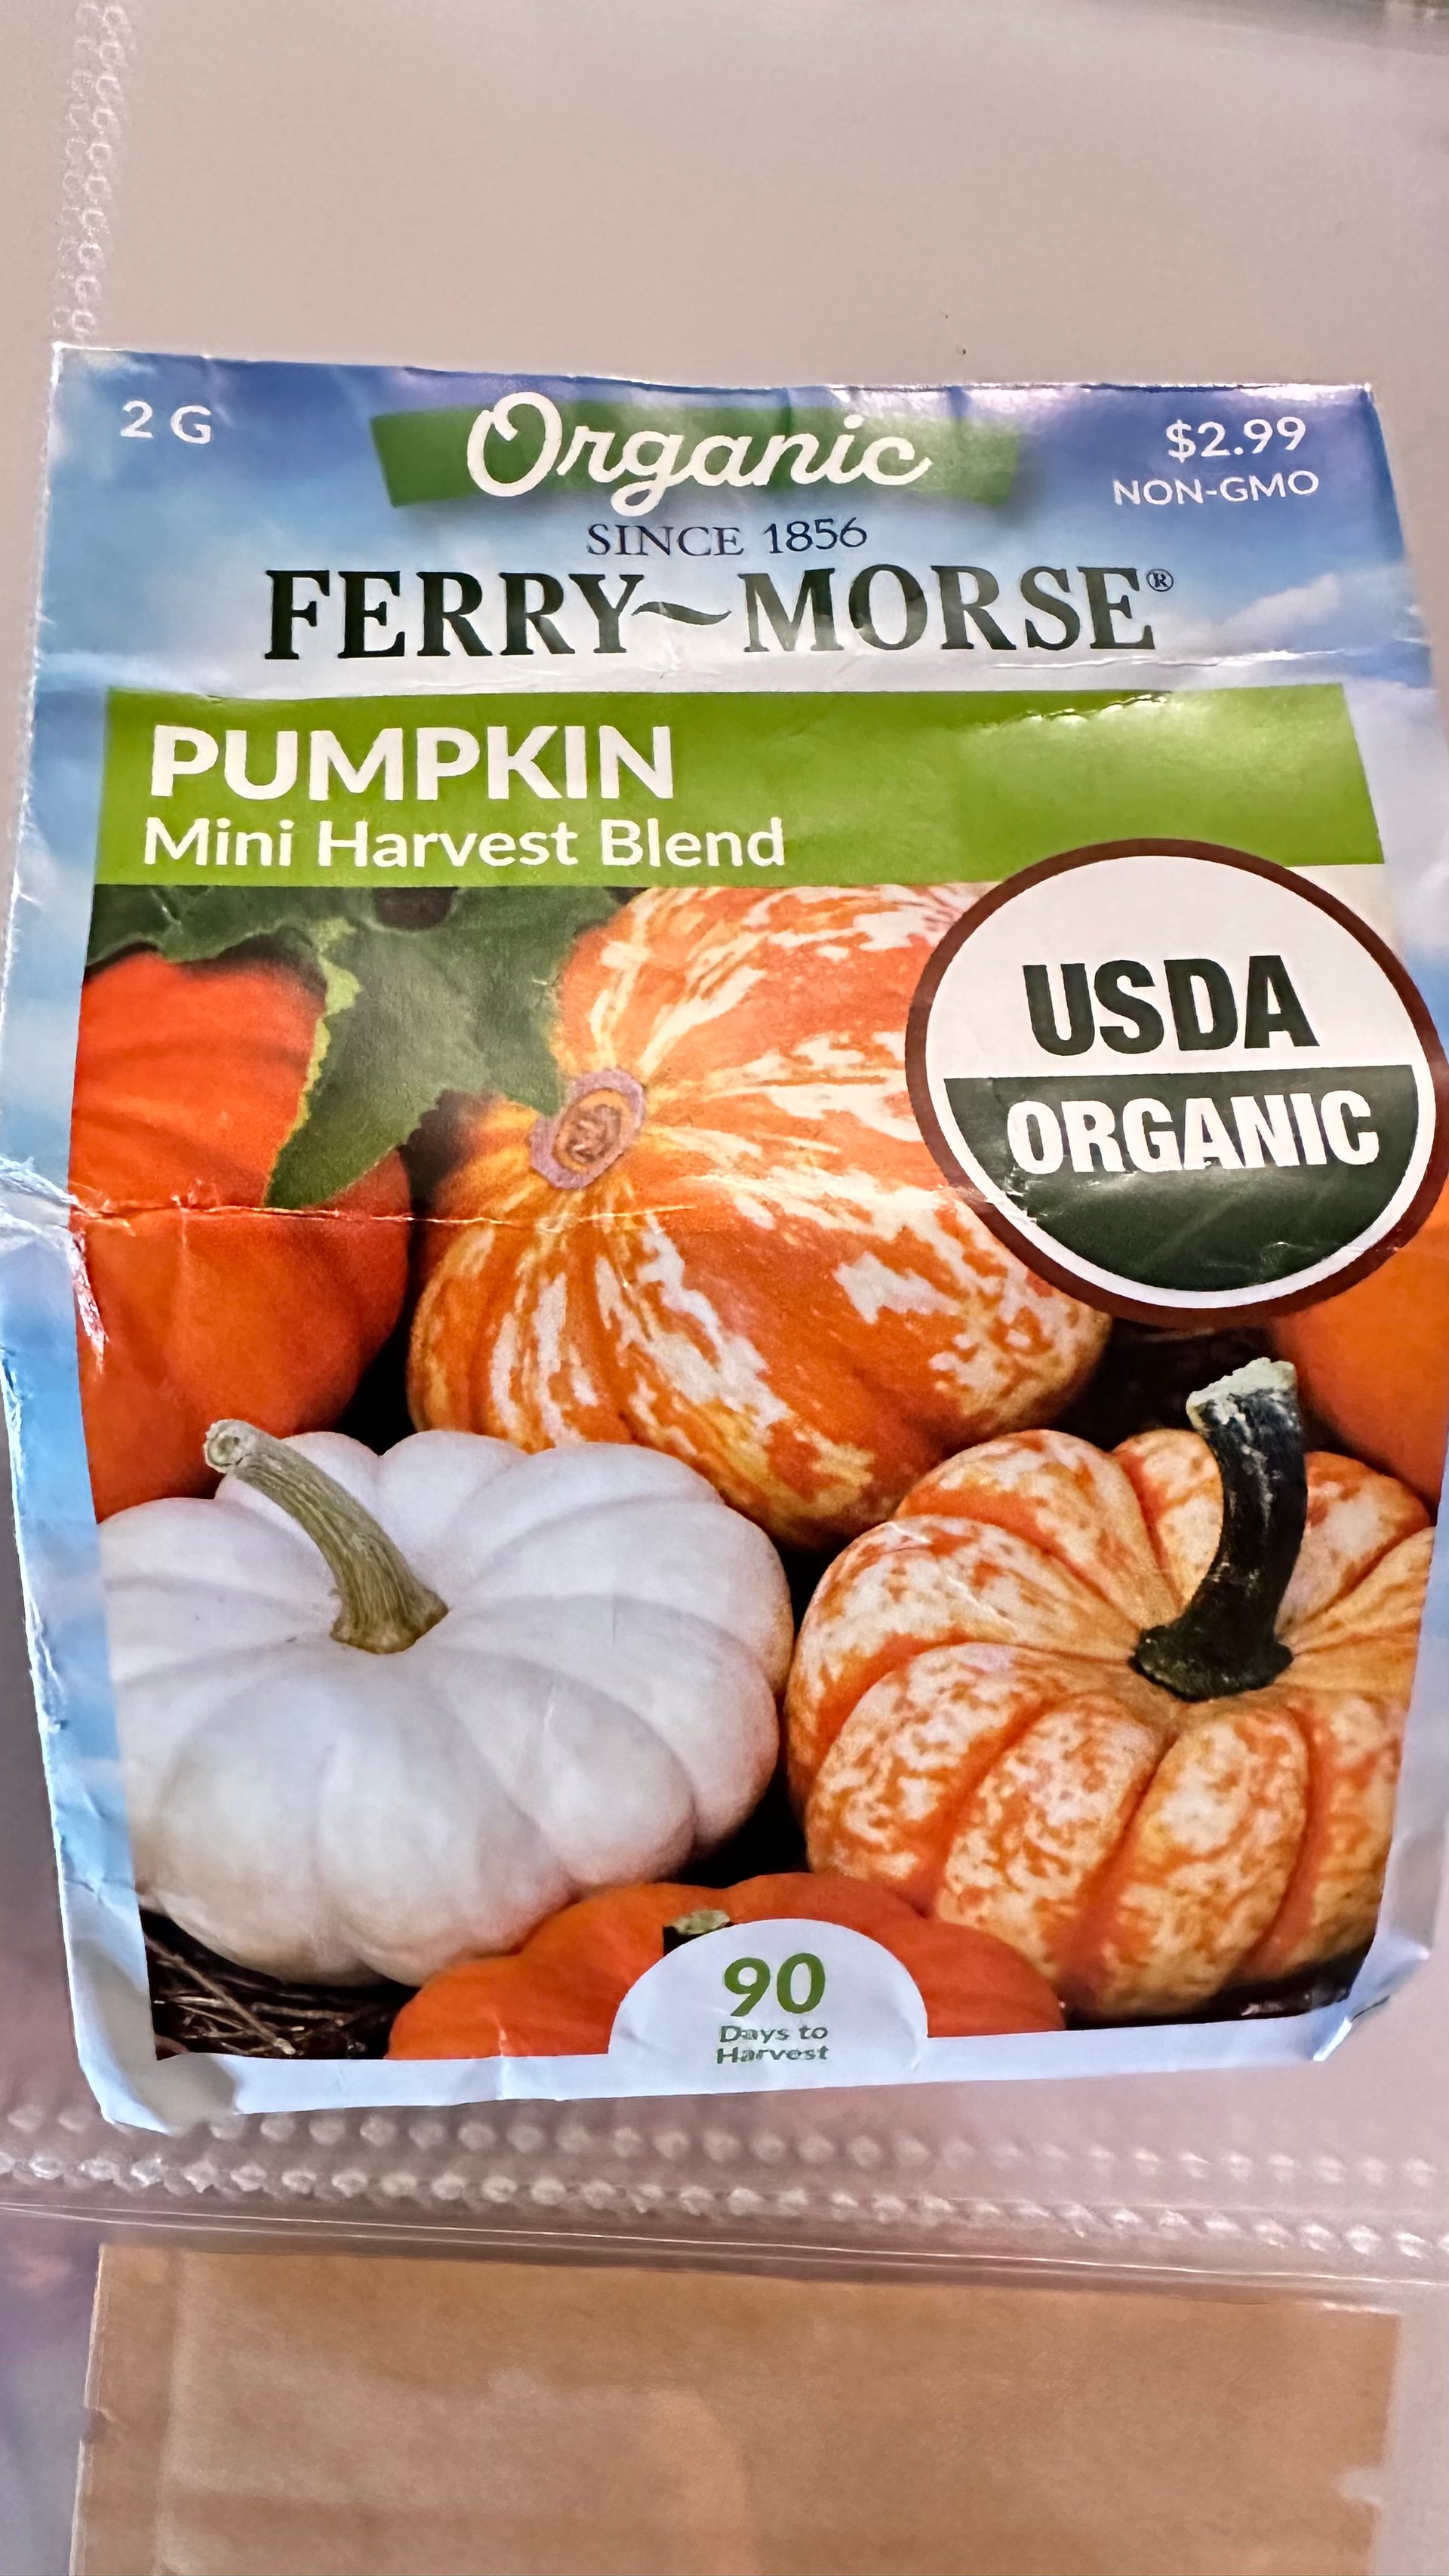 2 G
Organic
$2.99
NON-GMO
SINCE 1856
FERRY~MORSE®
PUMPKIN
Mini Harvest Blend
USDA
ORGANIC
90
Days to
Harvest